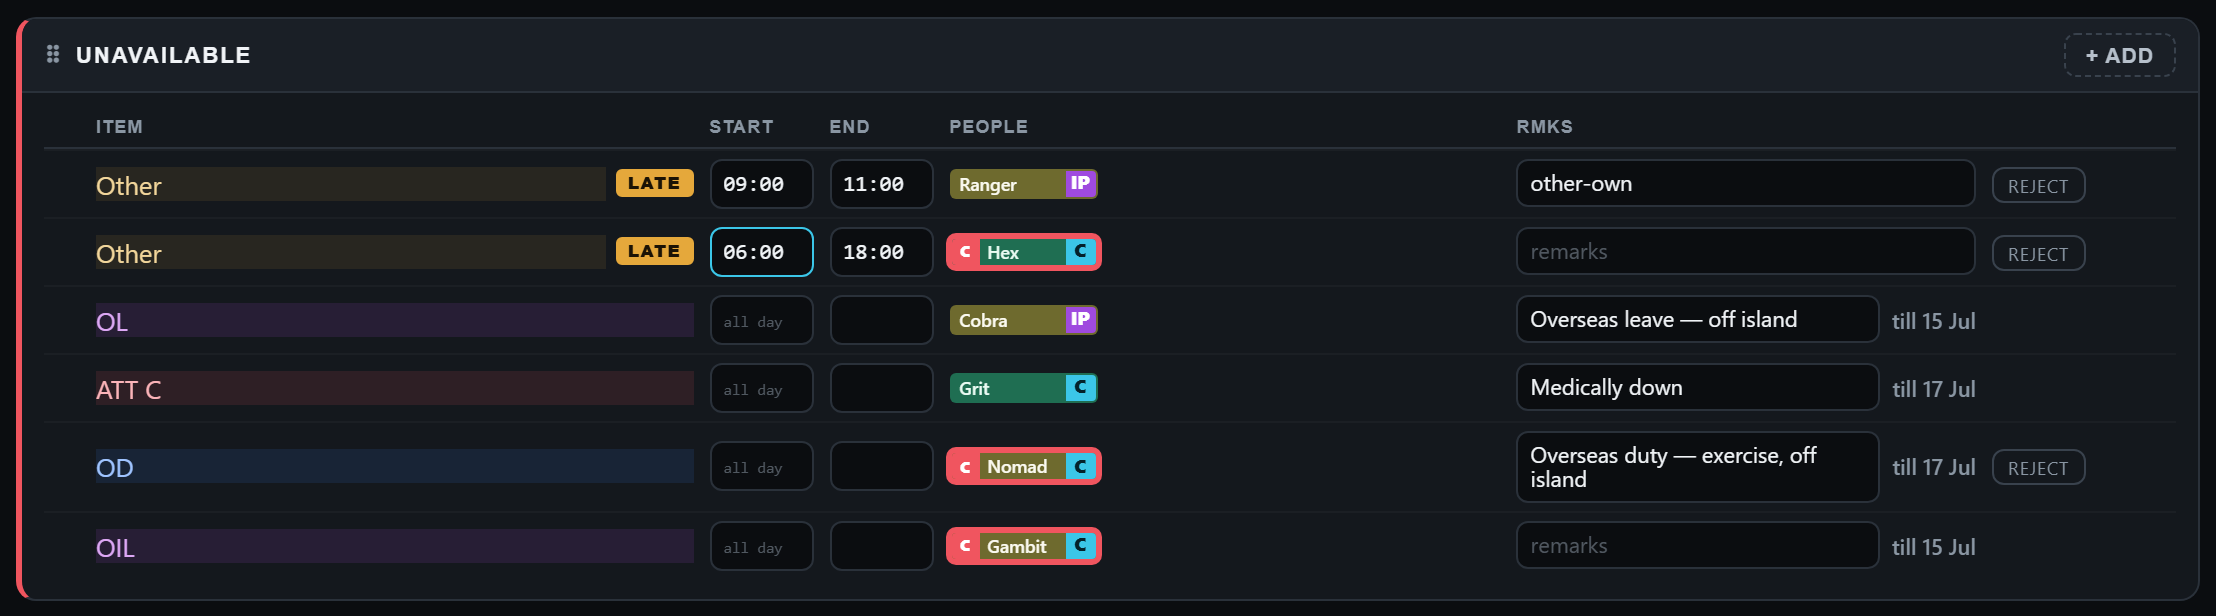 UNAVAILABLE
+ ADD
ITEM START END PEOPLE RMKS
Other LATE 09:00 11:00 Ranger IP other-own REJECT
Other LATE 06:00 18:00 C Hex C remarks REJECT
OL all day Cobra IP Overseas leave — off island till 15 Jul
ATT C all day Grit C Medically down till 17 Jul
OD all day C Nomad C Overseas duty — exercise, off
island till 17 Jul REJECT
OIL all day C Gambit C remarks till 15 Jul